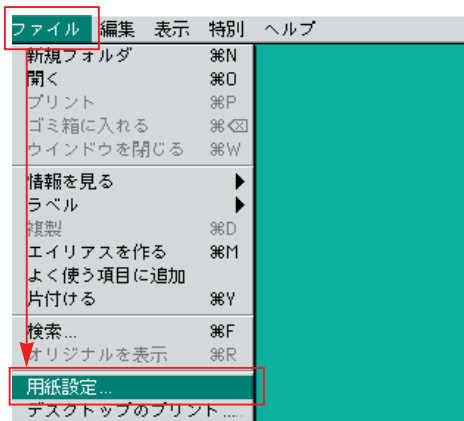 ファイル 編集 表示 特別 ヘルプ
新規フォルダ ⌘N
開く ⌘O
プリント ⌘P
ゴミ箱に入れる ⌘⌫
ウインドウを閉じる ⌘W
情報を見る ▶
ラベル ▶
複製 ⌘D
エイリアスを作る ⌘M
よく使う項目に追加
片付ける ⌘Y
検索... ⌘F
オリジナルを表示 ⌘R
用紙設定...
デスクトップのプリント.....